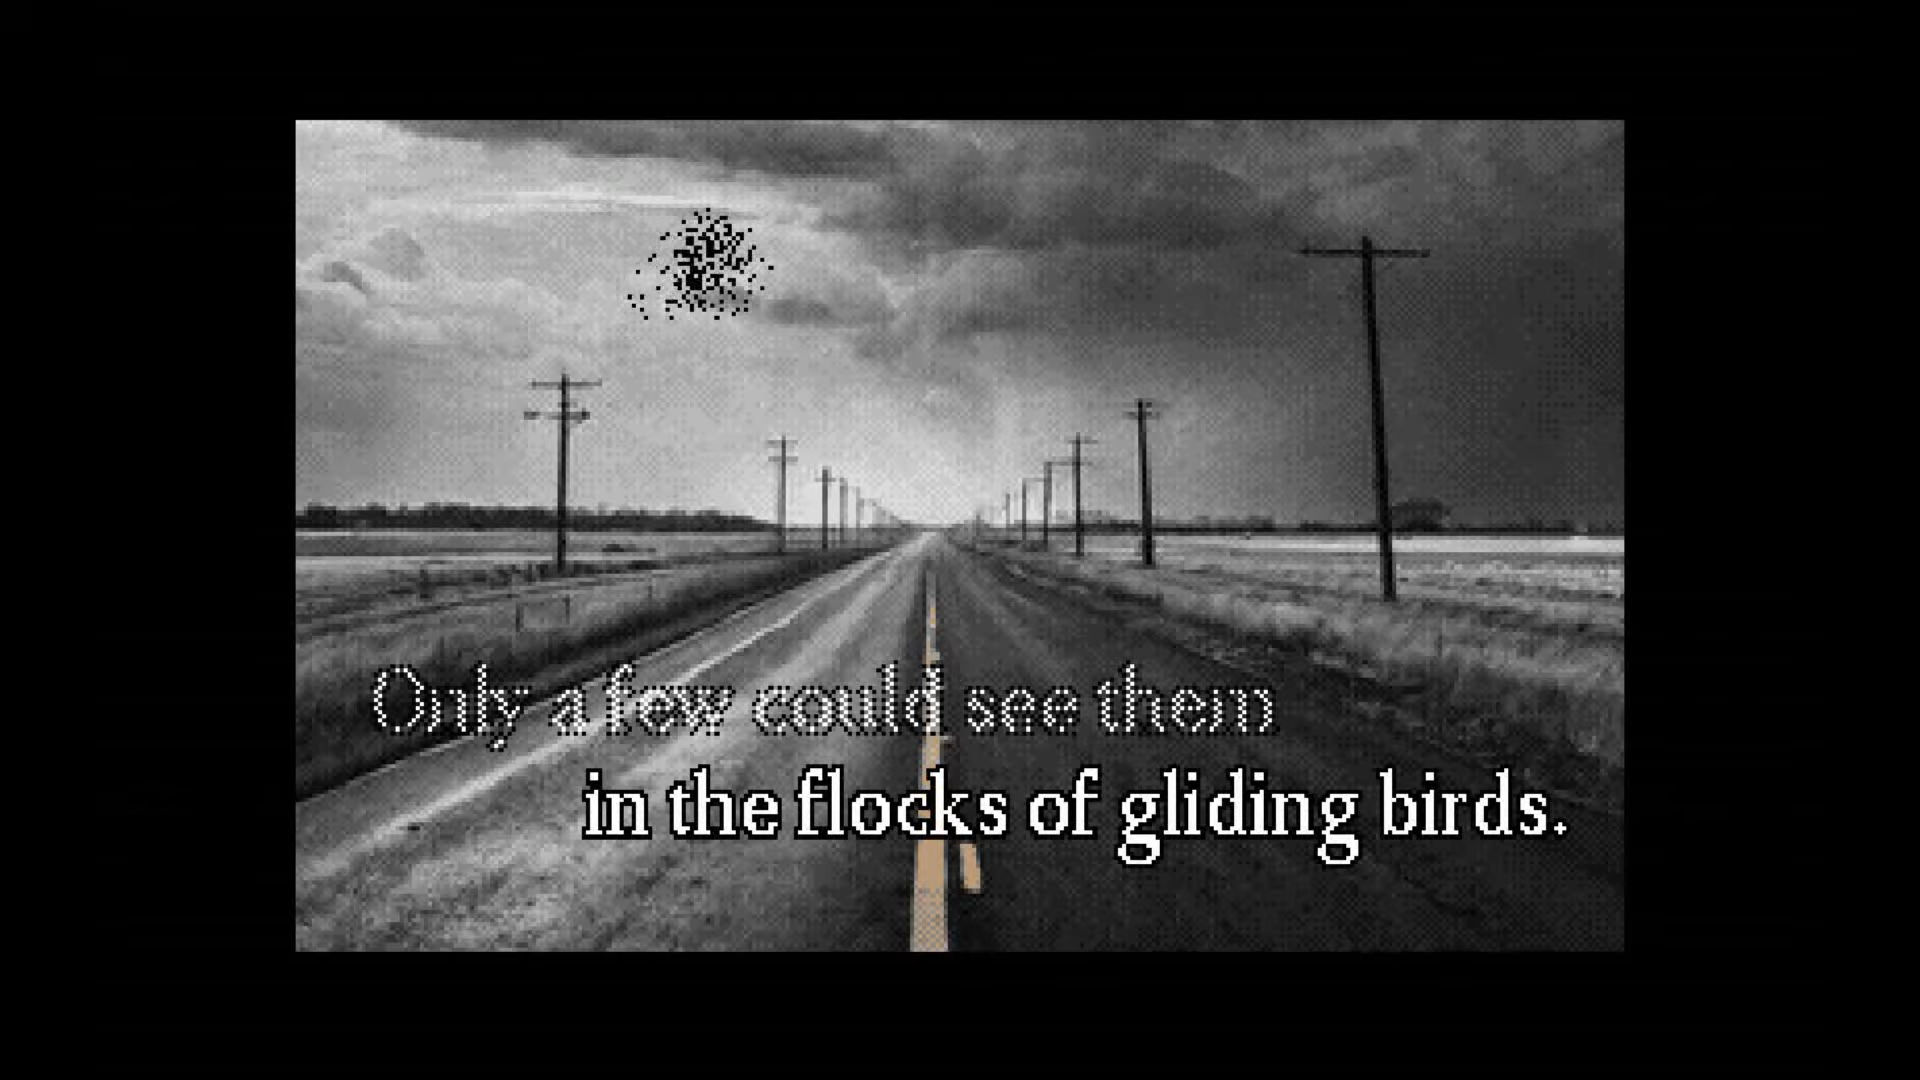 Only a few could see them
in the flocks of gliding birds.